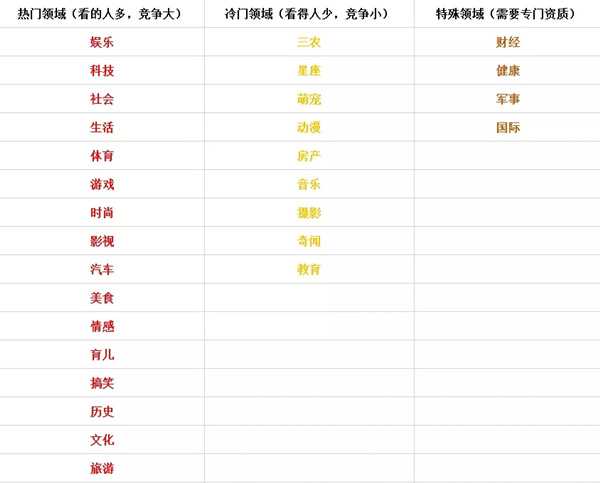 热门领域（看的人多，竞争大） 冷门领域（看得人少，竞争小） 特殊领域（需要专门资质）
娱乐 三农 财经
科技 星座 健康
社会 萌宠 军事
生活 动漫 国际
体育 房产
游戏 音乐
时尚 摄影
影视 奇闻
汽车 教育
美食
情感
育儿
搞笑
历史
文化
旅游